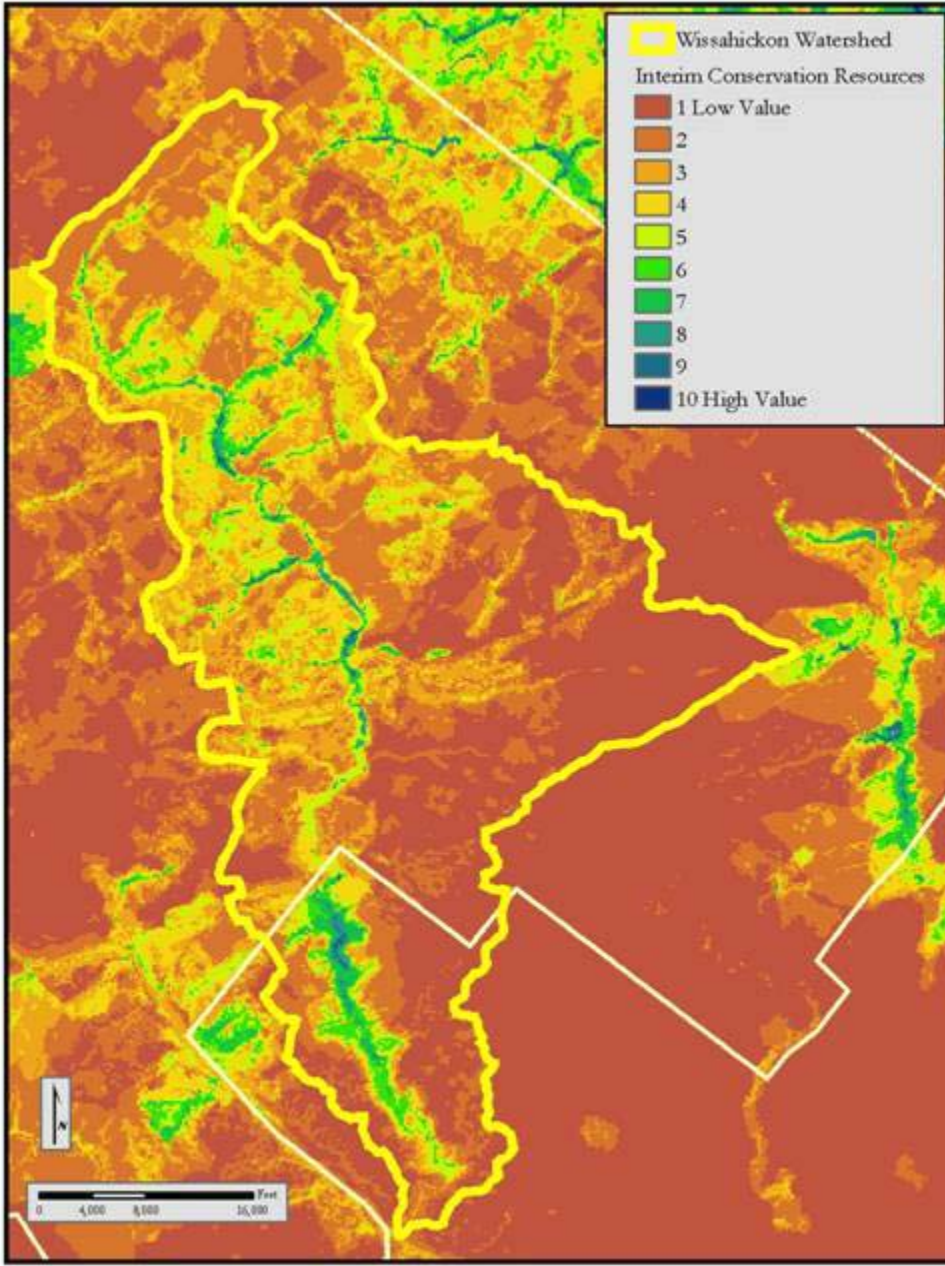 Wissahickon Watershed
Interim Conservation Resources
1 Low Value
2
3
4
5
6
7
8
9
10 High Value
N
Feet
0 4,000 8,000 16,000